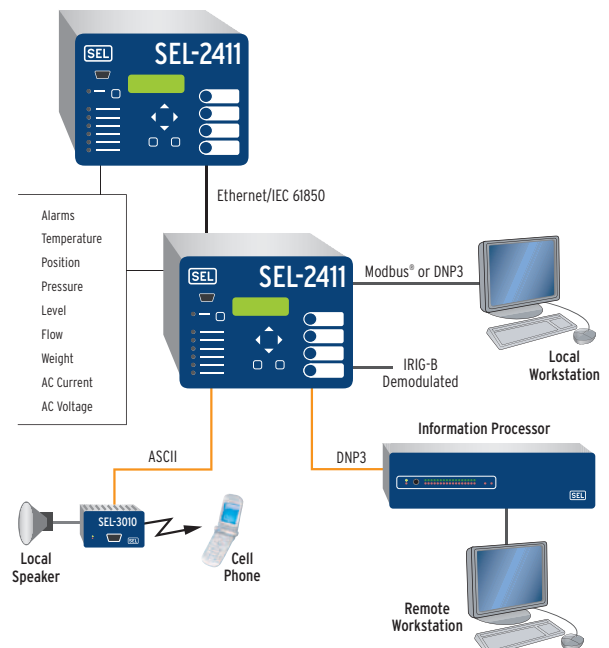 SEL
SEL-2411
Ethernet/IEC 61850
Alarms
Temperature
Position
Pressure
Level
Flow
Weight
AC Current
AC Voltage
SEL
SEL-2411
Modbus® or DNP3
Local
Workstation
IRIG-B
Demodulated
Information Processor
ASCII
DNP3
SEL
SEL-3010
SEL
Local
Speaker
Cell
Phone
Remote
Workstation